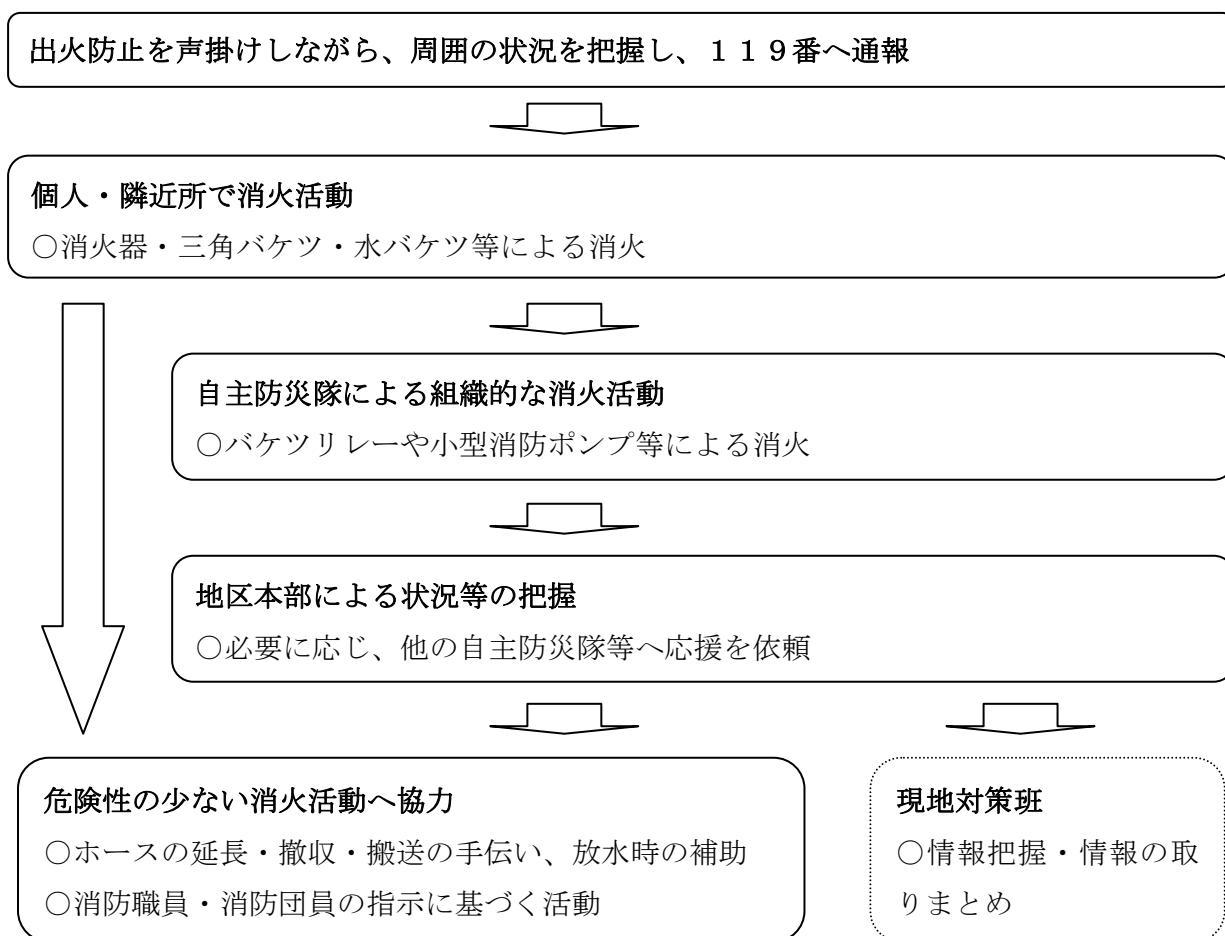 出火防止を声掛けしながら、周囲の状況を把握し、１１９番へ通報
個人・隣近所で消火活動
○消火器・三角バケツ・水バケツ等による消火
自主防災隊による組織的な消火活動
○バケツリレーや小型消防ポンプ等による消火
地区本部による状況等の把握
○必要に応じ、他の自主防災隊等へ応援を依頼
危険性の少ない消火活動へ協力
○ホースの延長・撤収・搬送の手伝い、放水時の補助
○消防職員・消防団員の指示に基づく活動
現地対策班
○情報把握・情報の取
りまとめ